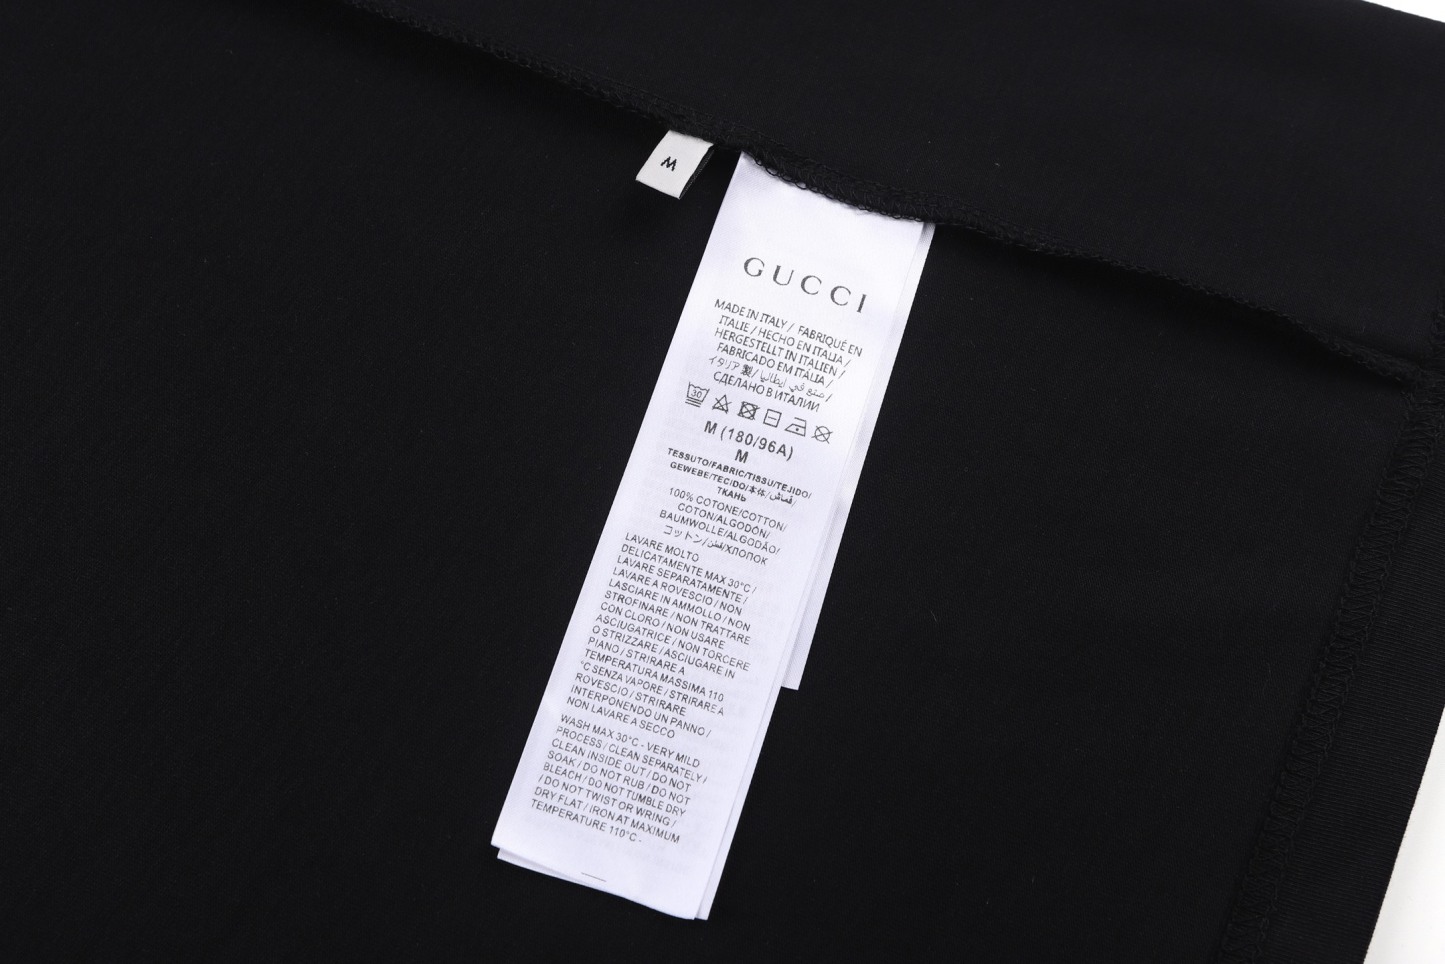 M
GUCCI
MADE IN ITALY / FABRIQUÉ EN
ITALIE / HECHO EN ITALIA /
HERGESTELLT IN ITALIEN /
FABRICADO EM ITÁLIA /
イタリア製 / صنع في إيطاليا /
СДЕЛАНО В ИТАЛИИ
30
M (180/96A)
M
TESSUTO/FABRIC/TISSU/TEJIDO/
GEWEBE/TECIDO/本体/قماش/
ТКАНЬ
100% COTONE/COTTON/
COTON/ALGODÓN/
BAUMWOLLE/ALGODÃO/
コットン/قطن/ХЛОПОК
LAVARE MOLTO
DELICATAMENTE MAX 30°C /
LAVARE SEPARATAMENTE /
LAVARE A ROVESCIO / NON
LASCIARE IN AMMOLLO / NON
STROFINARE / NON TRATTARE
CON CLORO / NON USARE
ASCIUGATRICE / NON TORCERE
O STRIZZARE / ASCIUGARE IN
PIANO / STRIRARE A
TEMPERATURA MASSIMA 110
°C SENZA VAPORE / STRIRARE A
ROVESCIO / STRIRARE
INTERPONENDO UN PANNO /
NON LAVARE A SECCO
WASH MAX 30°C - VERY MILD
PROCESS / CLEAN SEPARATELY /
CLEAN INSIDE OUT / DO NOT
SOAK / DO NOT RUB / DO NOT
BLEACH / DO NOT TUMBLE DRY
/ DO NOT TWIST OR WRING /
DRY FLAT / IRON AT MAXIMUM
TEMPERATURE 110°C -